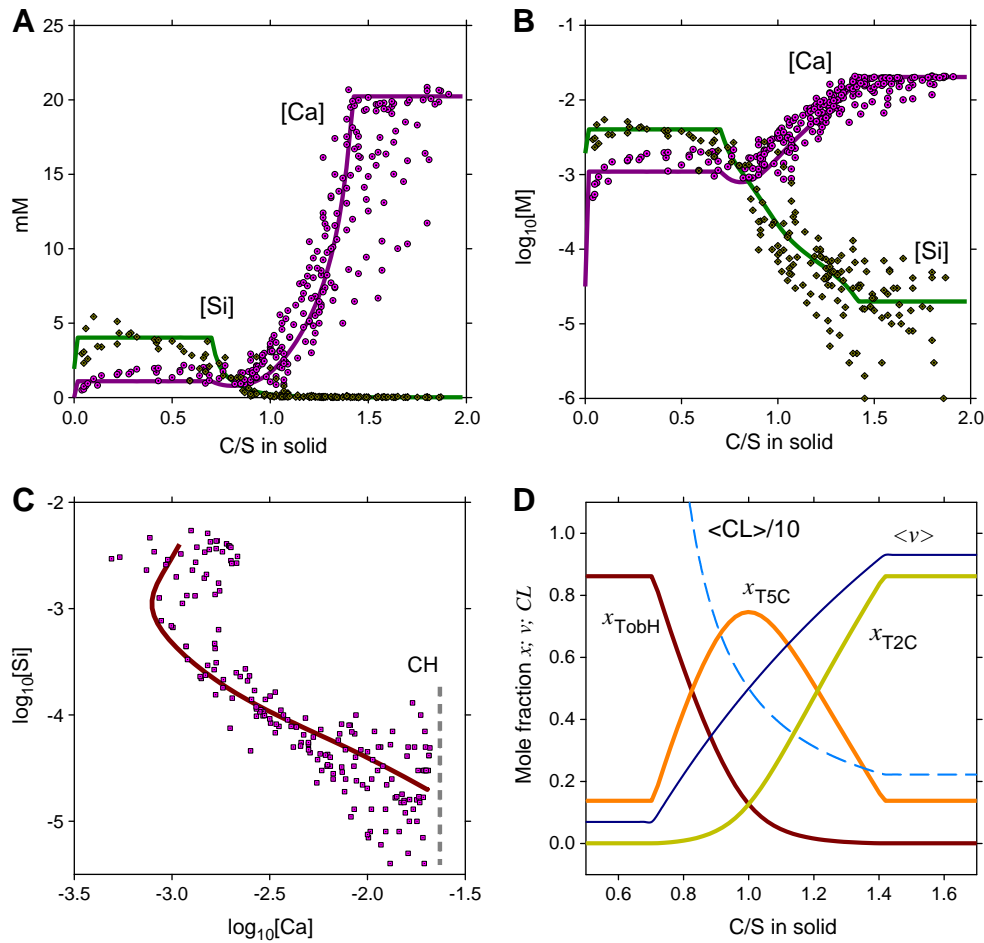 A
25
20
15
10
5
0
mM
[Ca]
[Si]
0.0 0.5 1.0 1.5 2.0
C/S in solid
B
-1
-2
-3
-4
-5
-6
log10[M]
[Ca]
[Si]
0.0 0.5 1.0 1.5 2.0
C/S in solid
C
-2
-3
-4
-5
log10[Si]
CH
-3.5 -3.0 -2.5 -2.0 -1.5
log10[Ca]
D
1.0
0.8
0.6
0.4
0.2
0.0
Mole fraction x; v; CL
<CL>/10
<v>
xTobH
xT5C
xT2C
0.6 0.8 1.0 1.2 1.4 1.6
C/S in solid